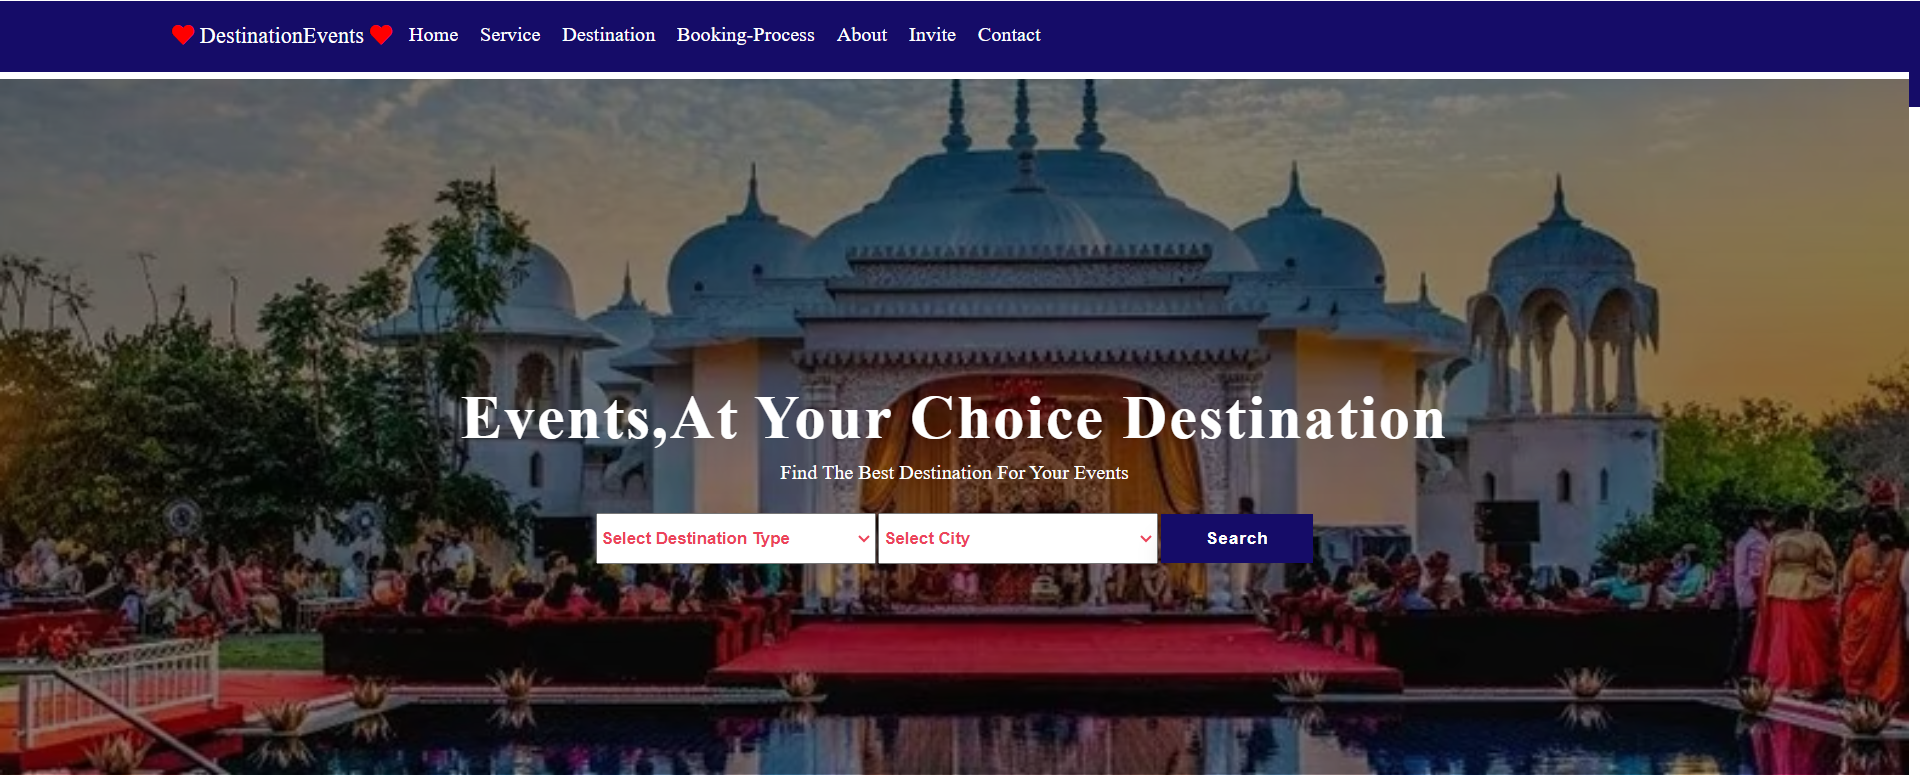 DestinationEvents Home Service Destination Booking-Process About Invite Contact
Events,At Your Choice Destination
Find The Best Destination For Your Events
Select Destination Type Select City Search